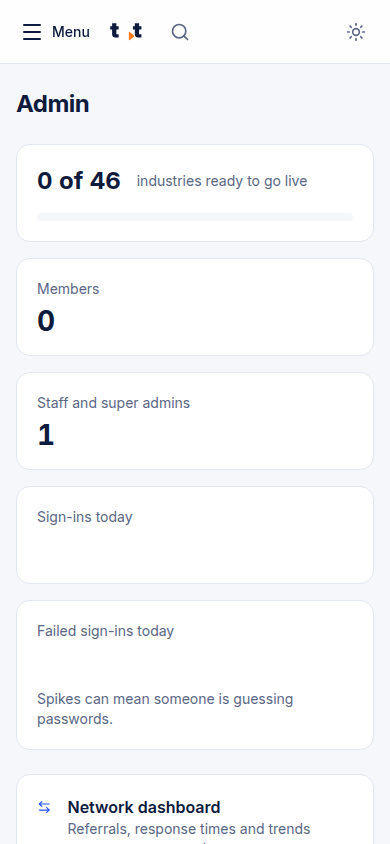 Menu t t
Admin
0 of 46 industries ready to go live
Members
0
Staff and super admins
1
Sign-ins today
Failed sign-ins today
Spikes can mean someone is guessing
passwords.
Network dashboard
Referrals, response times and trends